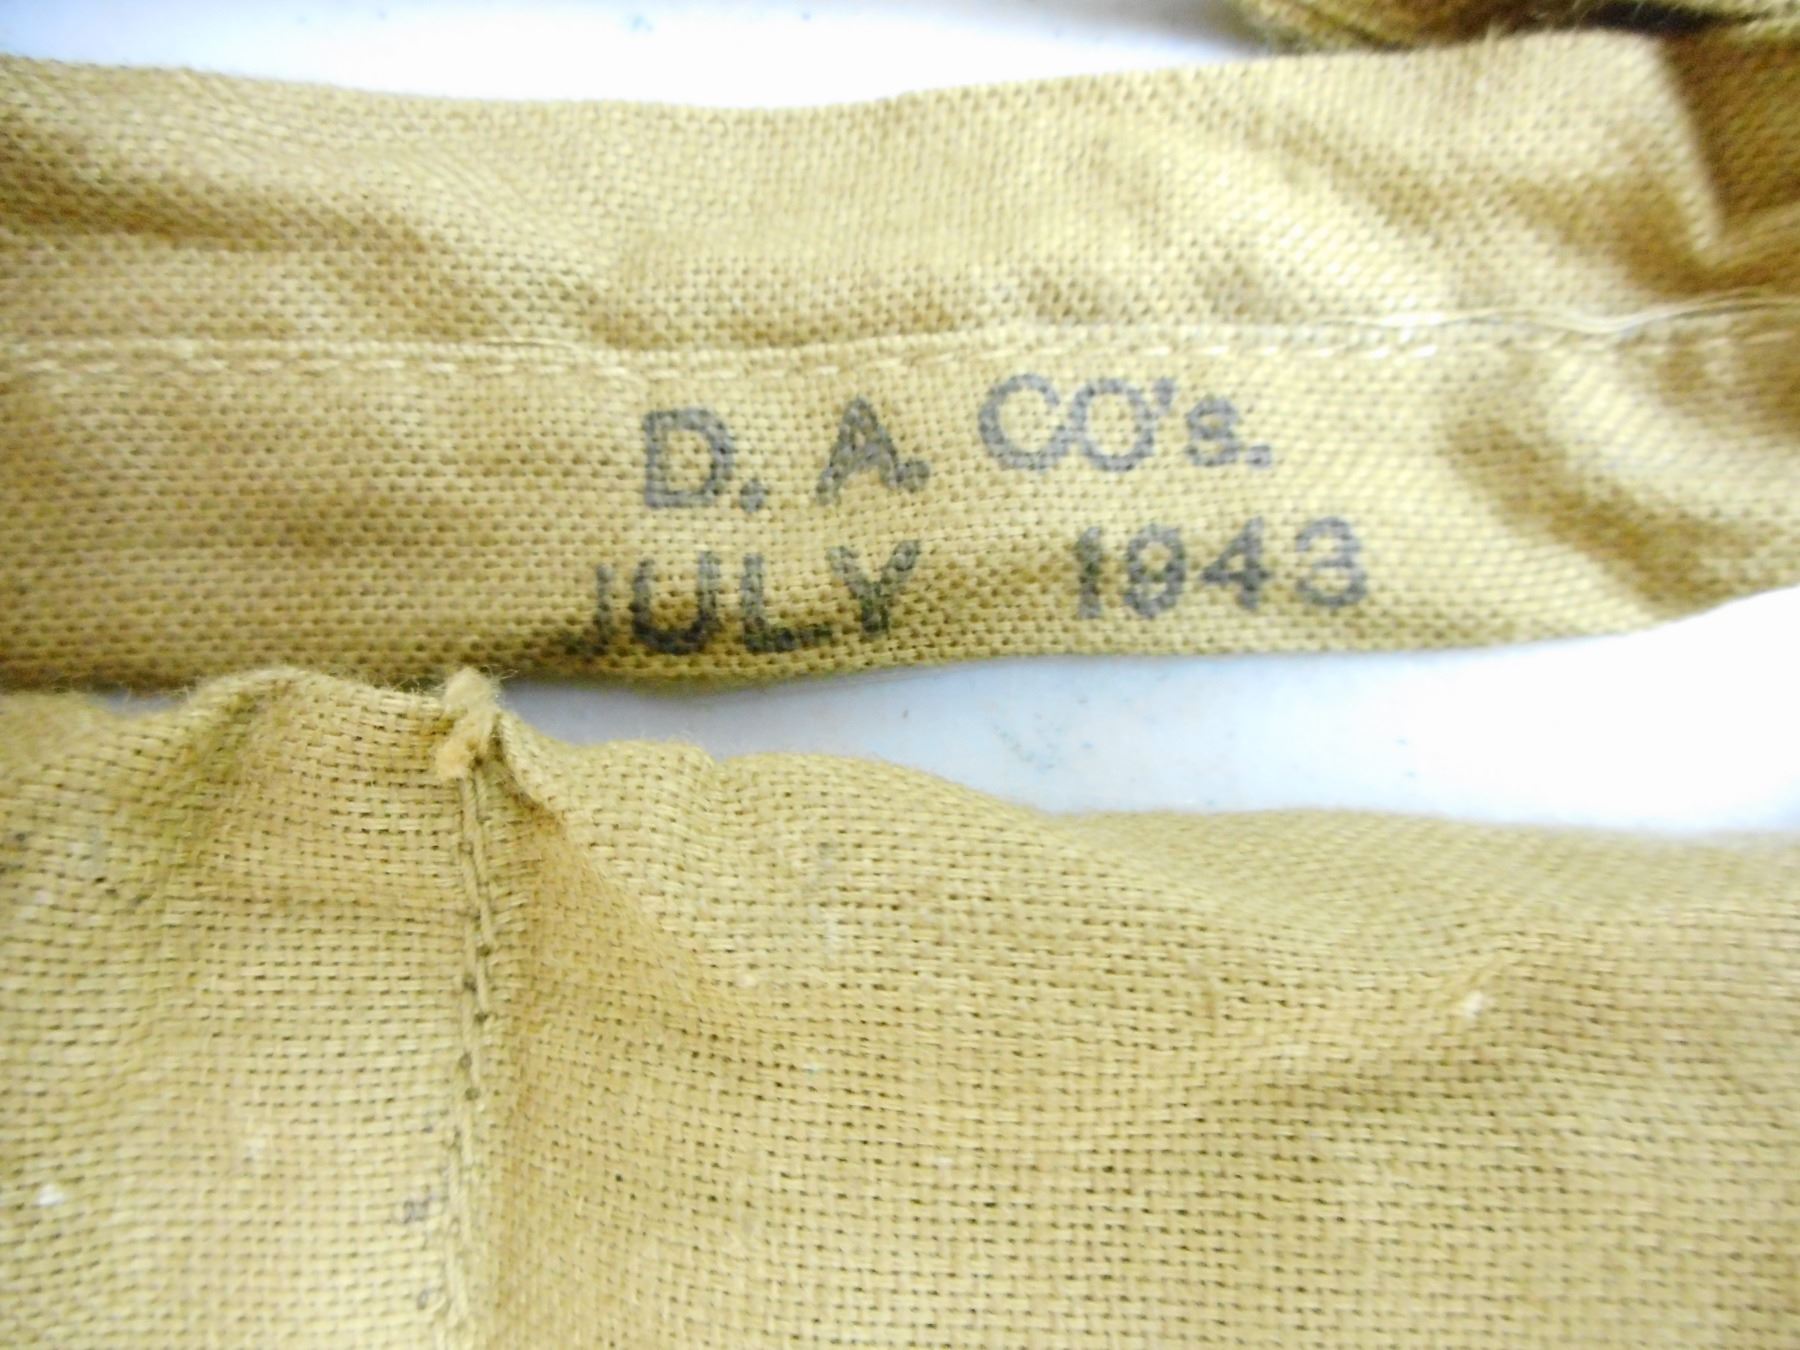 D. A. CO's.
JULY 1943